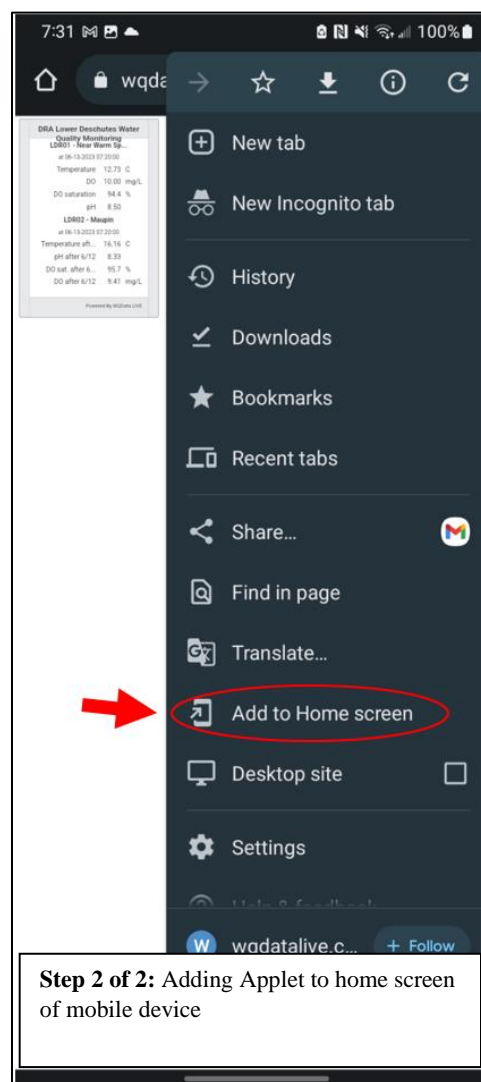 7:31
100%
wqda
DRA Lower Deschutes Water
Quality Monitoring
LDR01 - Near Warm Sp...
at 06-13-2023 07:20:00
Temperature 12.73 C
DO 10.00 mg/L
DO saturation 94.4 %
pH 8.50
LDR02 - Maupin
at 06-13-2023 07:20:00
Temperature aft... 16.16 C
pH after 6/12 8.33
DO sat. after 6... 95.7 %
DO after 6/12 9.41 mg/L
Powered By WQData LIVE
New tab
New Incognito tab
History
Downloads
Bookmarks
Recent tabs
Share...
Find in page
Translate...
Add to Home screen
Desktop site
Settings
Help & feedback
W wqdatalive.c... + Follow
Step 2 of 2: Adding Applet to home screen
of mobile device